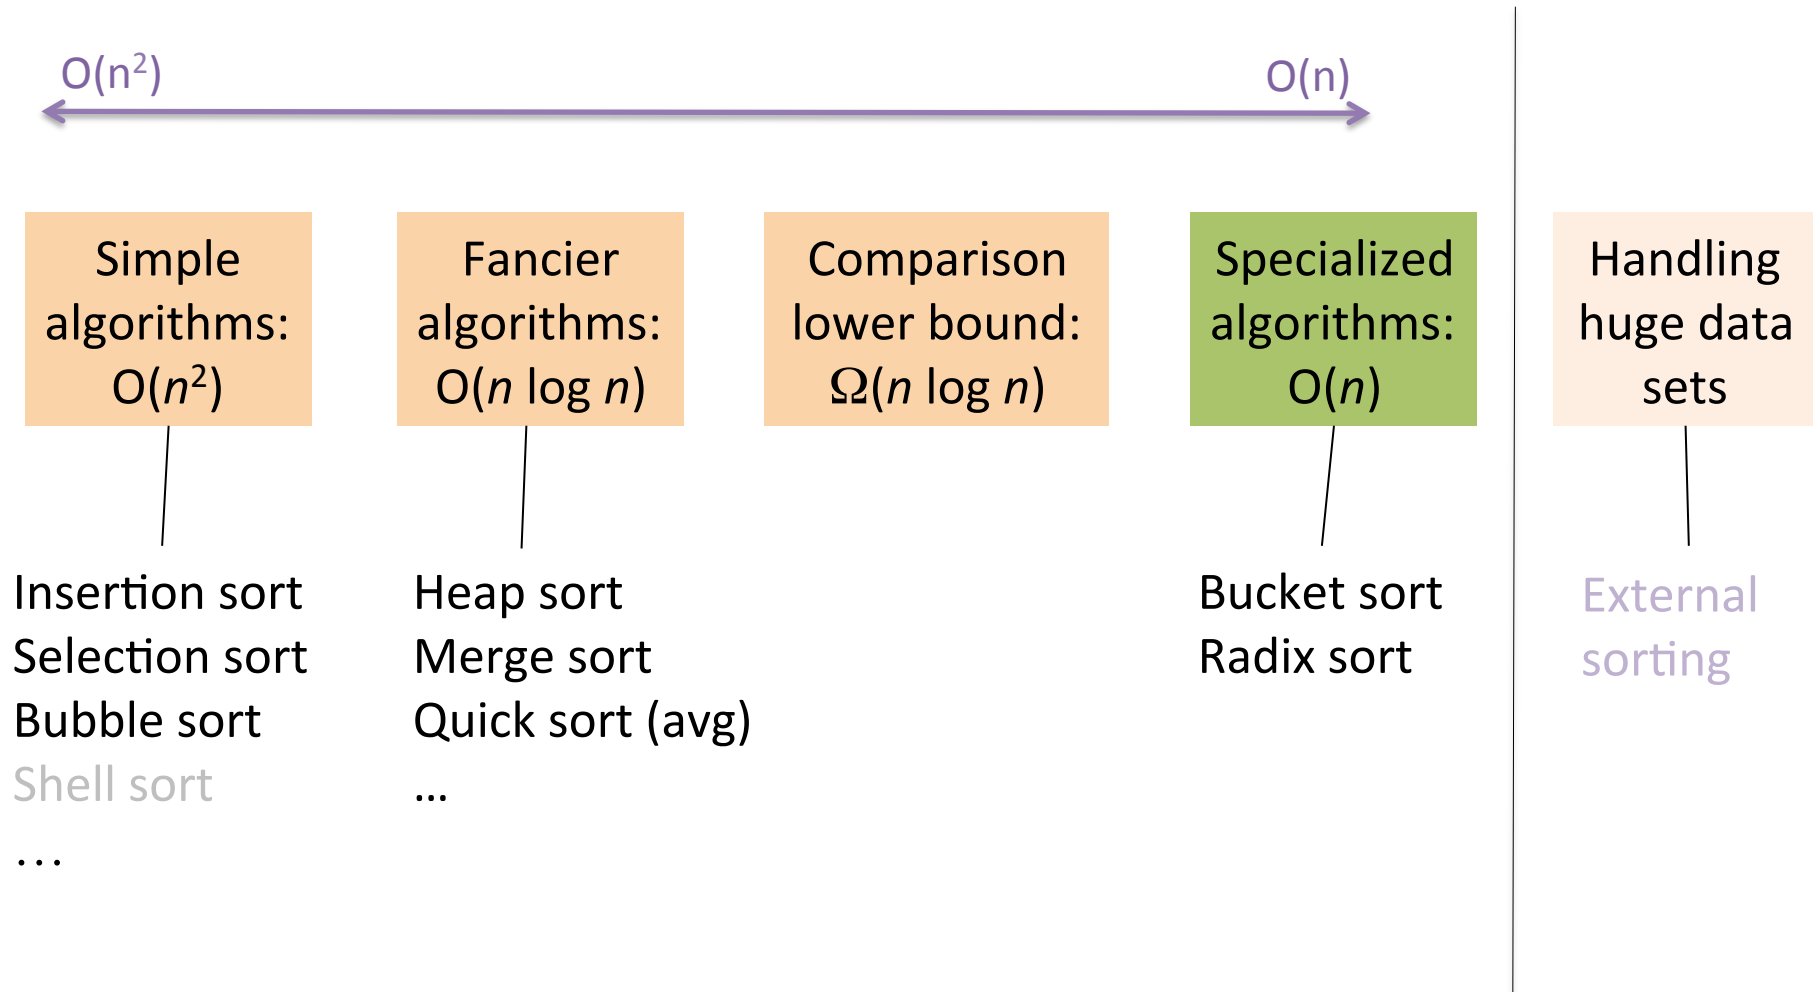 O(n²)
O(n)
Simple
algorithms:
O(n²)
Fancier
algorithms:
O(n log n)
Comparison
lower bound:
Ω(n log n)
Specialized
algorithms:
O(n)
Handling
huge data
sets
Insertion sort
Selection sort
Bubble sort
Shell sort
...
Heap sort
Merge sort
Quick sort (avg)
...
Bucket sort
Radix sort
External
sorting